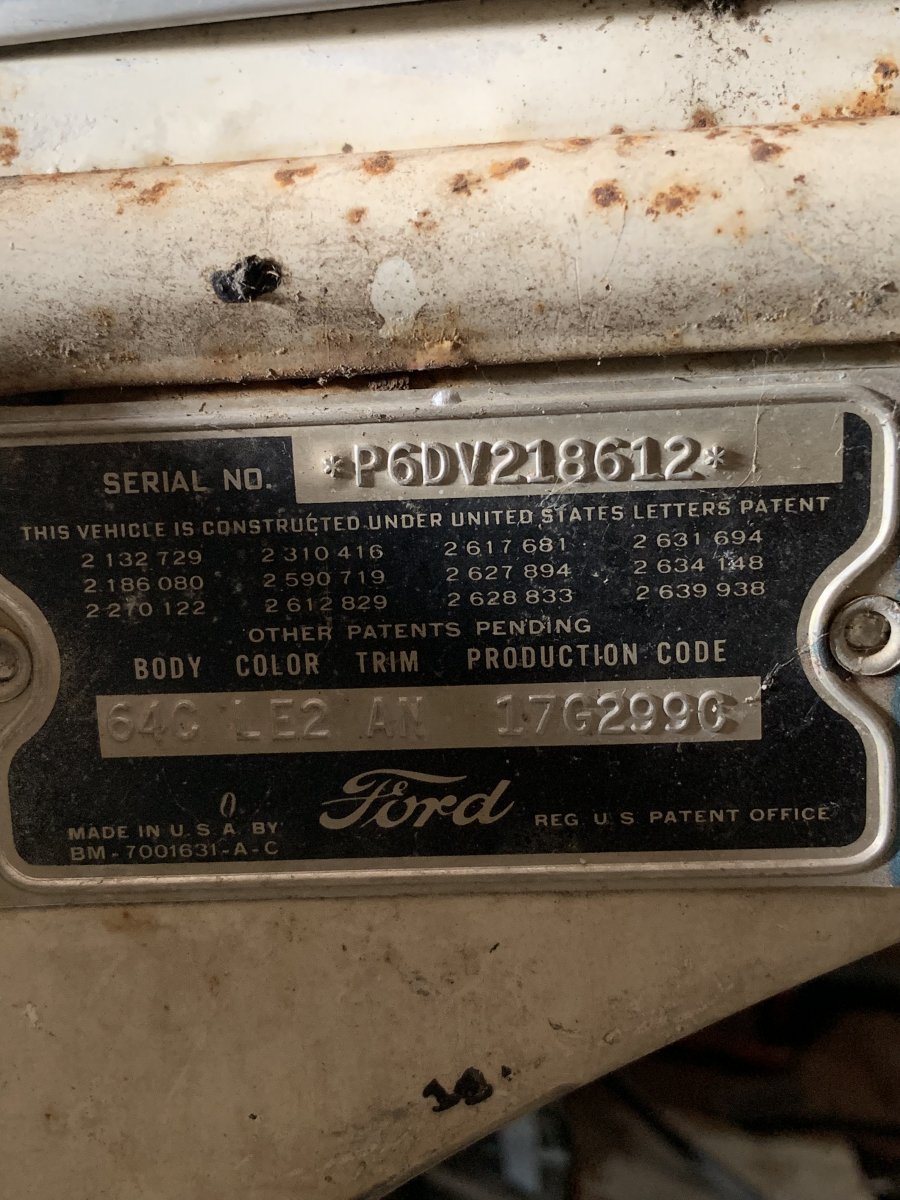 SERIAL NO. *P6DV218612*
THIS VEHICLE IS CONSTRUCTED UNDER UNITED STATES LETTERS PATENT
2 132 729 2 310 416 2 617 681 2 631 694
2 186 080 2 590 719 2 627 894 2 634 148
2 270 122 2 612 829 2 628 833 2 639 938
OTHER PATENTS PENDING
BODY COLOR TRIM PRODUCTION CODE
64C LE2 AN 17G299C
0
Ford
MADE IN U. S. A. BY REG U S PATENT OFFICE
BM-7001631-A-C